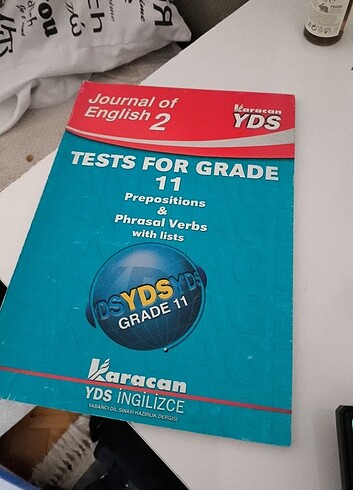 Journal of
English 2
Karacan
YDS
TESTS FOR GRADE
11
Prepositions
&
Phrasal Verbs
with lists
YDS
GRADE 11
Karacan
YDS İNGİLİZCE
YABANCI DİL SINAVI HAZIRLIK DERGİSİ
you